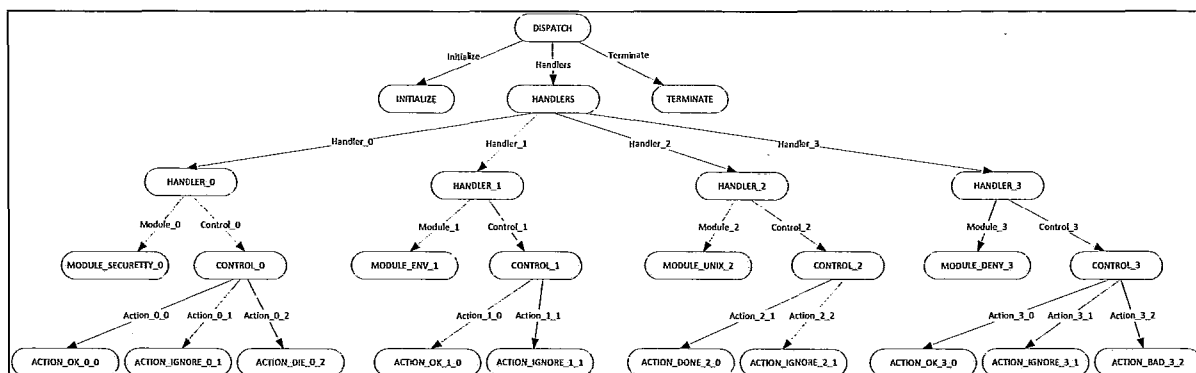 DISPATCH
Initialize
Handlers
Terminate
INITIALIZE
HANDLERS
TERMINATE
Handler_0
Handler_1
Handler_2
Handler_3
HANDLER_0
HANDLER_1
HANDLER_2
HANDLER_3
Module_0
Control_0
Module_1
Control_1
Module_2
Control_2
Module_3
Control_3
MODULE_SECURETTY_0
CONTROL_0
MODULE_ENV_1
CONTROL_1
MODULE_UNIX_2
CONTROL_2
MODULE_DENY_3
CONTROL_3
Action_0_0
Action_0_1
Action_0_2
Action_1_0
Action_1_1
Action_2_1
Action_2_2
Action_3_0
Action_3_1
Action_3_2
ACTION_OK_0_0
ACTION_IGNORE_0_1
ACTION_DIE_0_2
ACTION_OK_1_0
ACTION_IGNORE_1_1
ACTION_DONE_2_0
ACTION_IGNORE_2_1
ACTION_OK_3_0
ACTION_IGNORE_3_1
ACTION_BAD_3_2